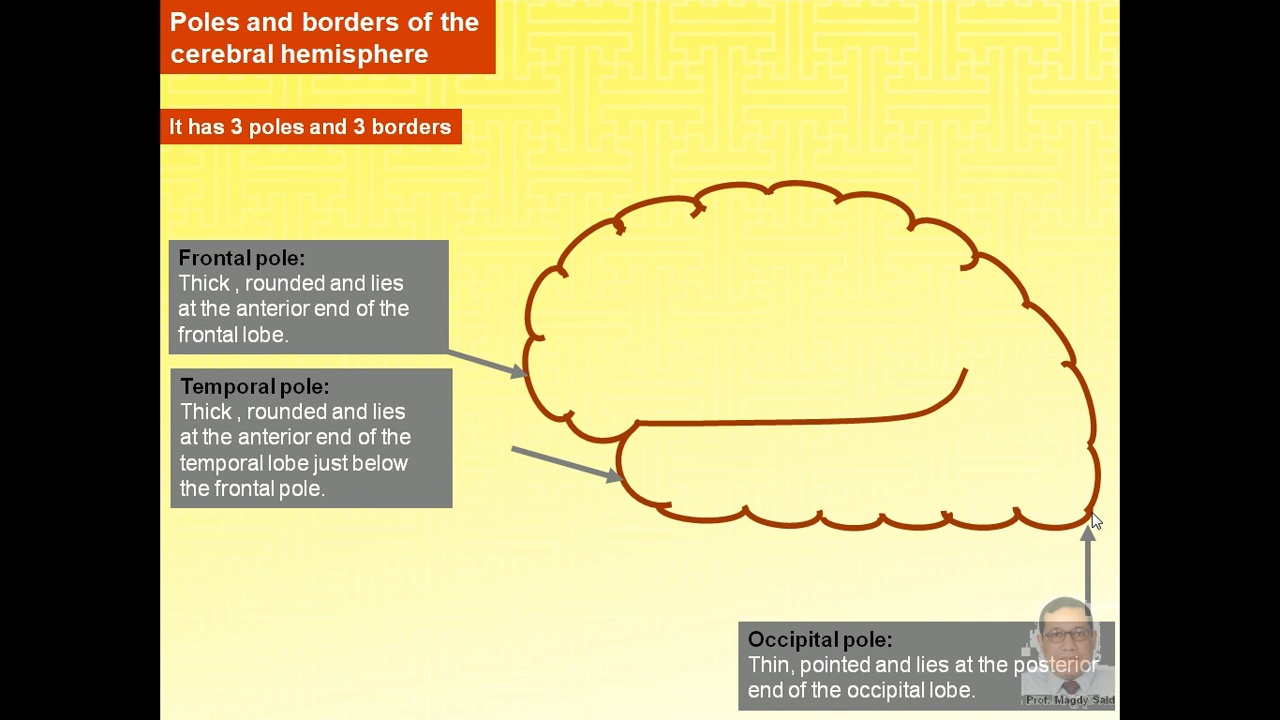 Poles and borders of the
cerebral hemisphere
It has 3 poles and 3 borders
Frontal pole:
Thick , rounded and lies
at the anterior end of the
frontal lobe.
Temporal pole:
Thick , rounded and lies
at the anterior end of the
temporal lobe just below
the frontal pole.
Occipital pole:
Thin, pointed and lies at the posterior
end of the occipital lobe.
Prof. Magdy Said